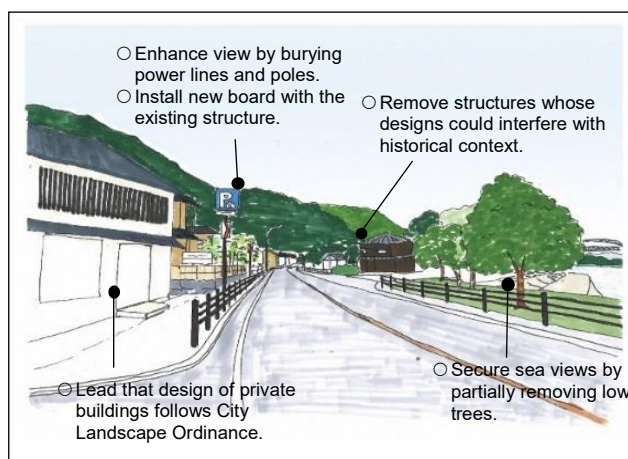 ○ Enhance view by burying
power lines and poles.
○ Install new board with the
existing structure.
○ Remove structures whose
designs could interfere with
historical context.
P
○ Lead that design of private
buildings follows City
Landscape Ordinance.
○ Secure sea views by
partially removing low
trees.